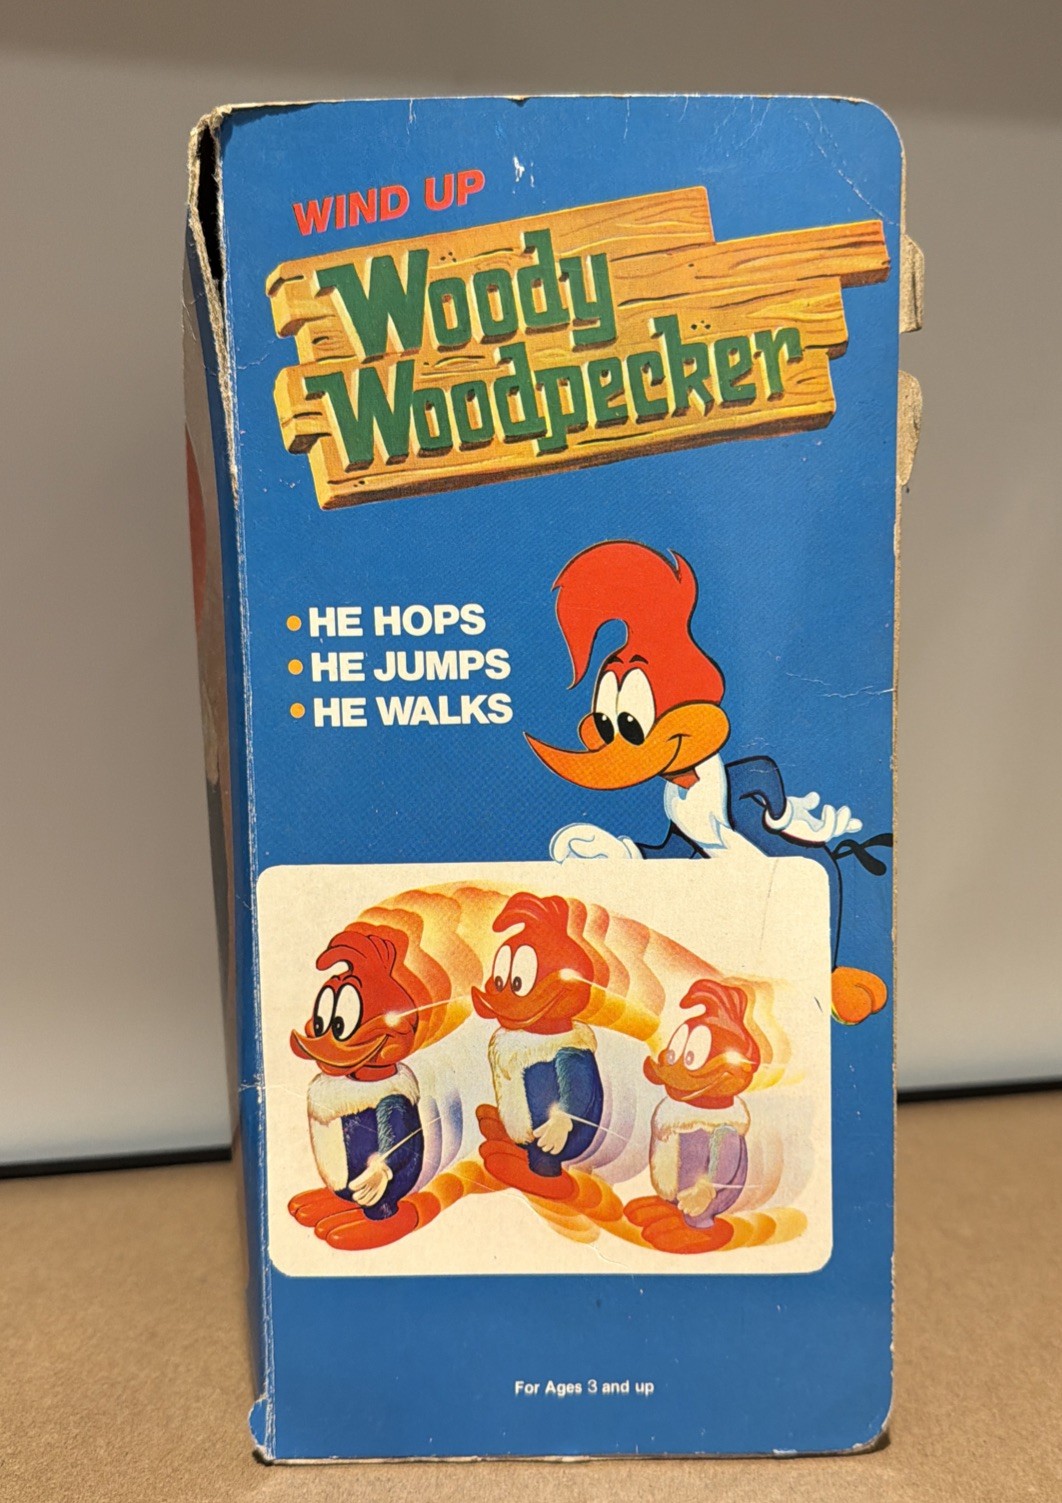 WIND UP
Woody
Woodpecker
• HE HOPS
• HE JUMPS
• HE WALKS
For Ages 3 and up